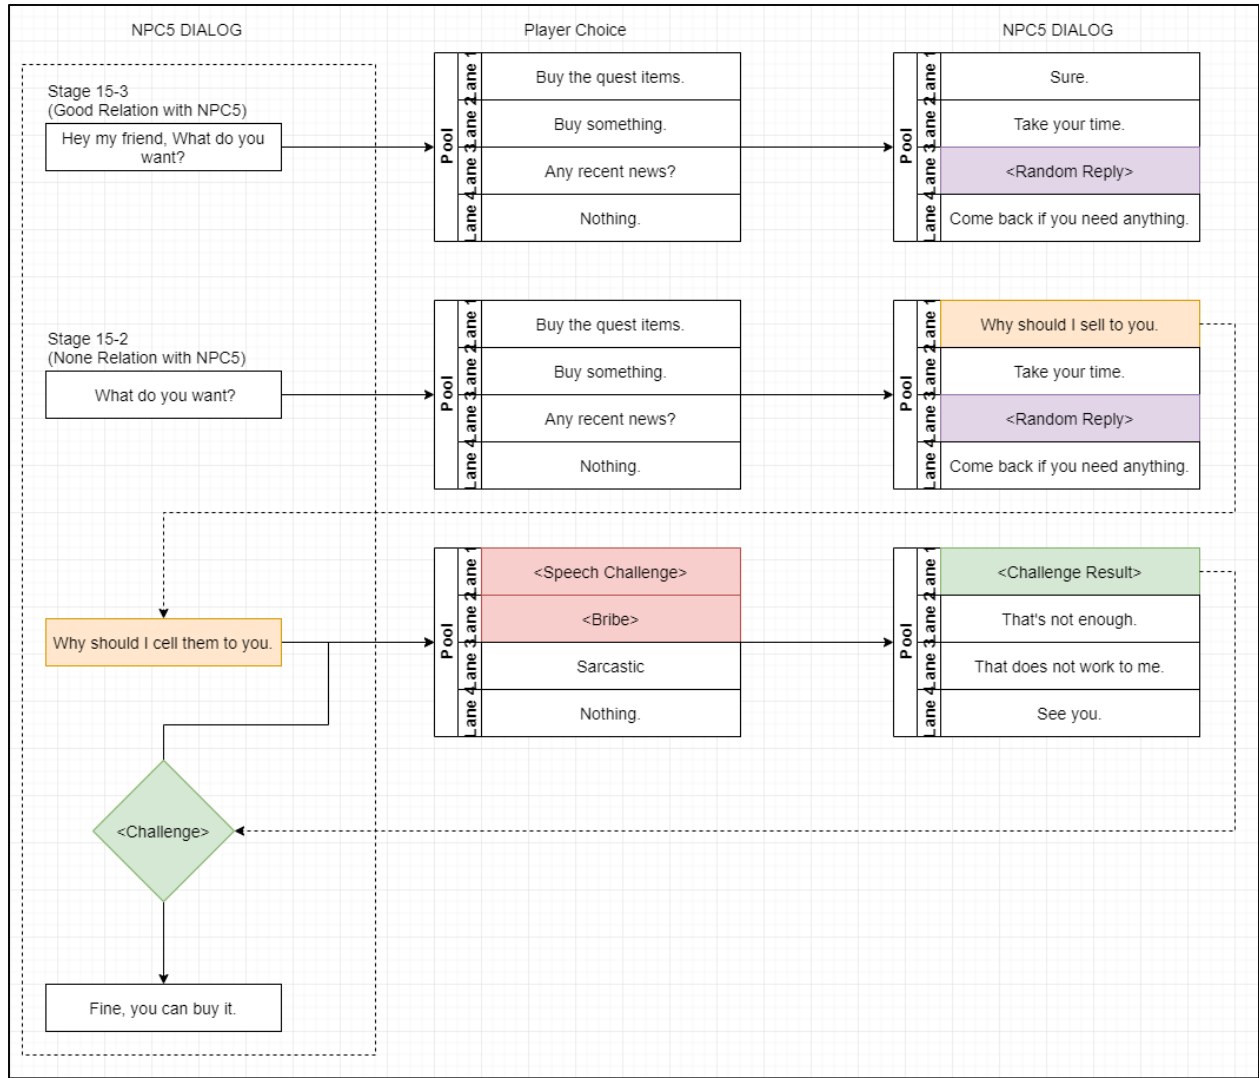 NPC5 DIALOG
Player Choice
NPC5 DIALOG
Stage 15-3
(Good Relation with NPC5)
Hey my friend, What do you
want?
Pool
Lane 1
Buy the quest items.
Lane 2
Buy something.
Lane 3
Any recent news?
Lane 4
Nothing.
Pool
Lane 1
Sure.
Lane 2
Take your time.
Lane 3
<Random Reply>
Lane 4
Come back if you need anything.
Stage 15-2
(None Relation with NPC5)
What do you want?
Pool
Lane 1
Buy the quest items.
Lane 2
Buy something.
Lane 3
Any recent news?
Lane 4
Nothing.
Pool
Lane 1
Why should I sell to you.
Lane 2
Take your time.
Lane 3
<Random Reply>
Lane 4
Come back if you need anything.
Why should I cell them to you.
Pool
Lane 1
<Speech Challenge>
Lane 2
<Bribe>
Lane 3
Sarcastic
Lane 4
Nothing.
Pool
Lane 1
<Challenge Result>
Lane 2
That's not enough.
Lane 3
That does not work to me.
Lane 4
See you.
<Challenge>
Fine, you can buy it.